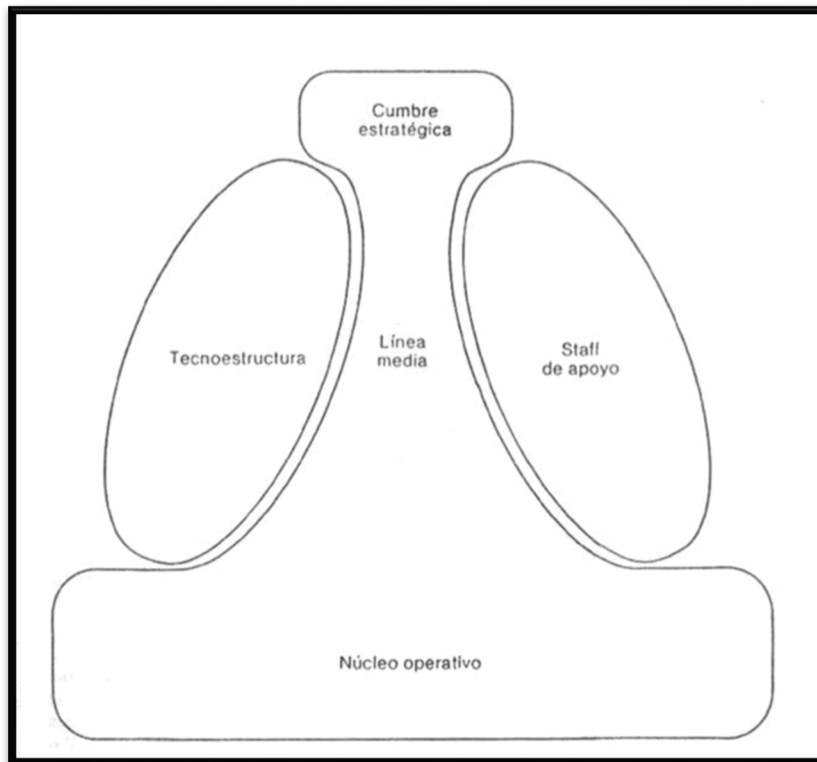 Cumbre
estratégica
Tecnoestructura
Línea
media
Staff
de apoyo
Núcleo operativo